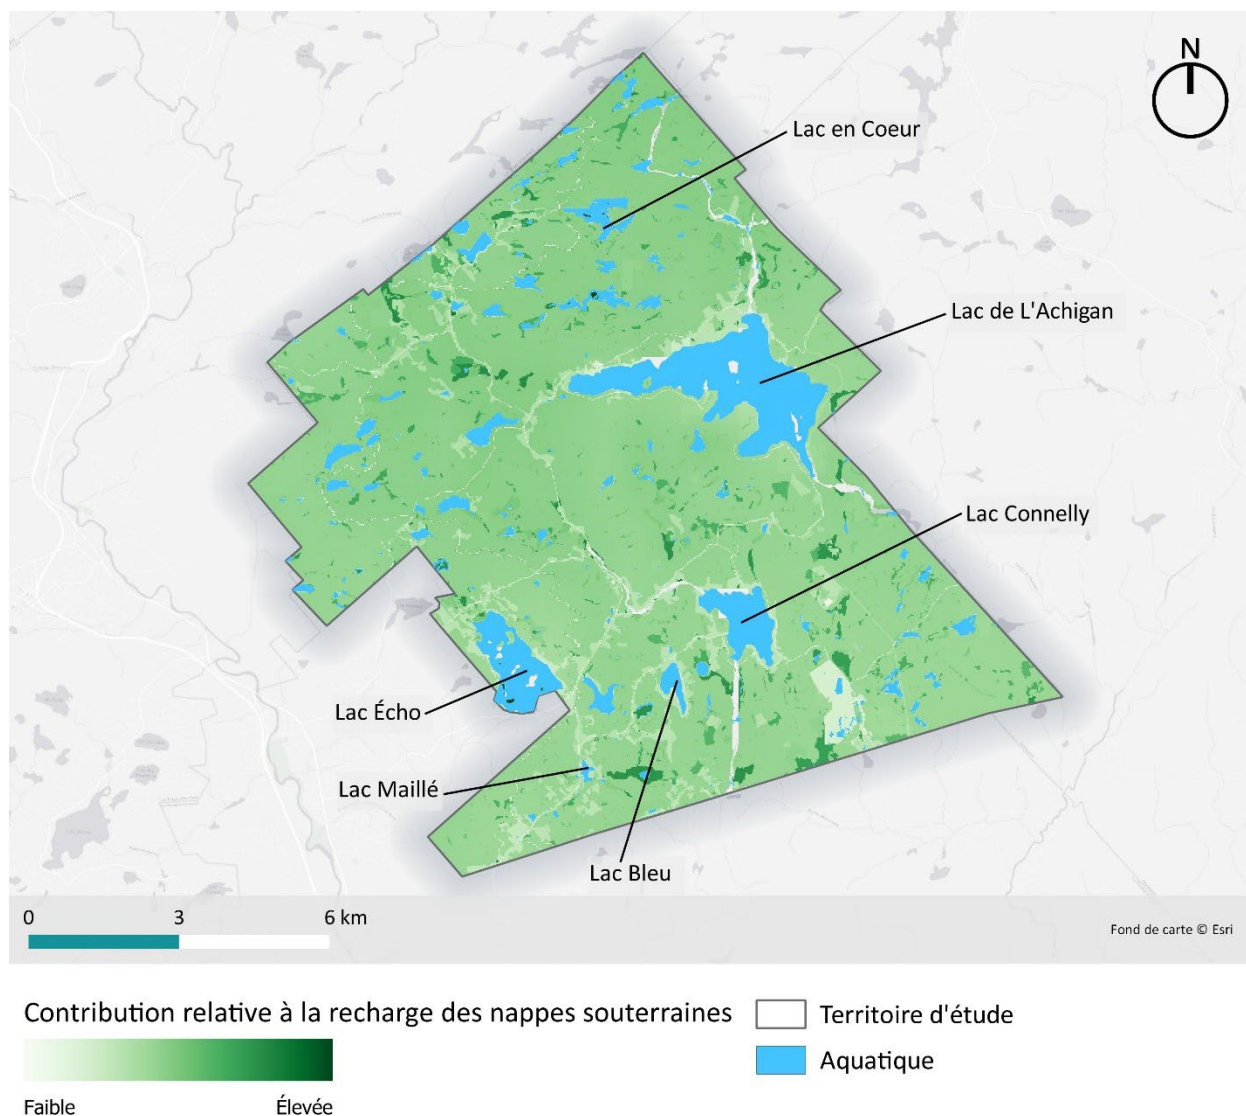 N
Lac en Coeur
Lac de L'Achigan
Lac Connelly
Lac Écho
Lac Maillé
Lac Bleu
0 3 6 km
Fond de carte © Esri
Contribution relative à la recharge des nappes souterraines
Faible Élevée
Territoire d'étude
Aquatique